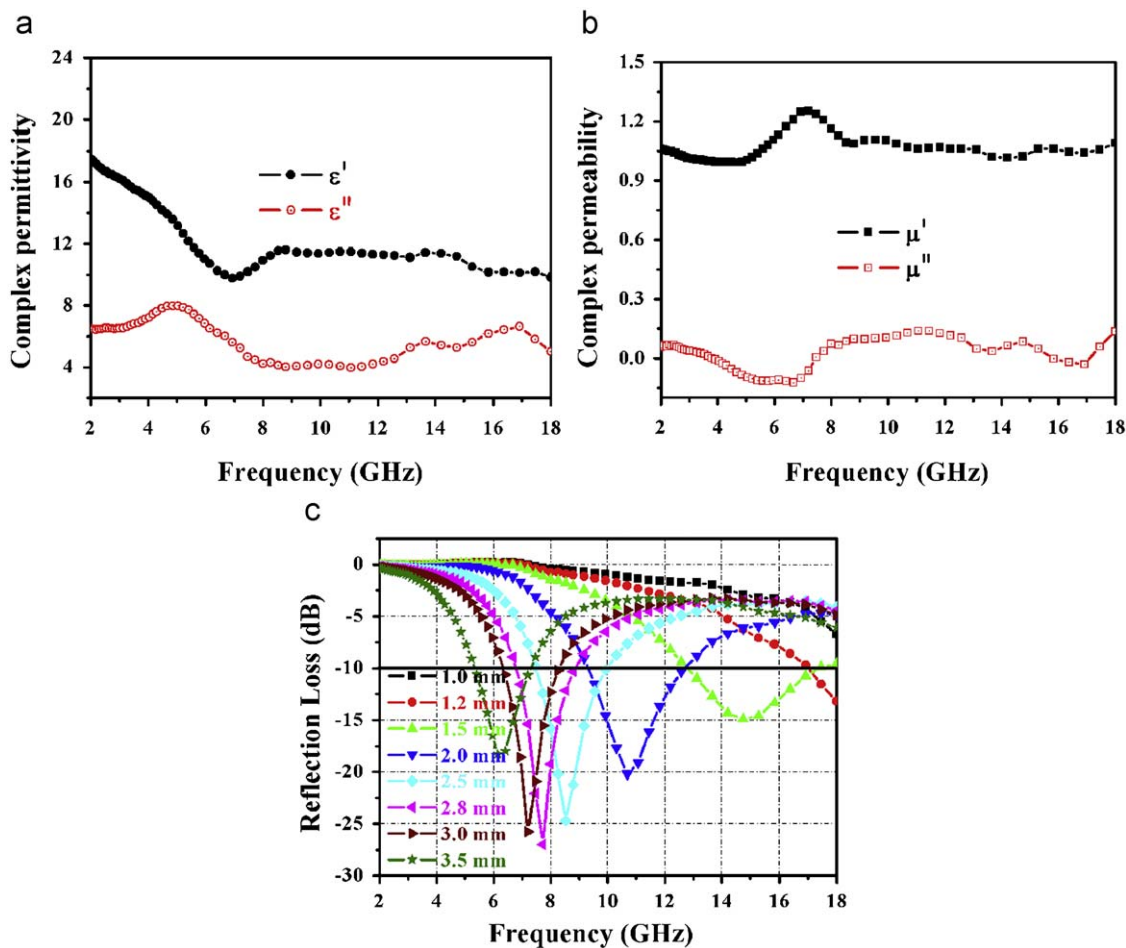 a
24
20
16
12
8
4
Complex permittivity
ε'
ε"
2 4 6 8 10 12 14 16 18
Frequency (GHz)
b
1.5
1.2
0.9
0.6
0.3
0.0
Complex permeability
μ'
μ"
2 4 6 8 10 12 14 16 18
Frequency (GHz)
c
0
-5
-10
-15
-20
-25
-30
Reflection Loss (dB)
1.0 mm
1.2 mm
1.5 mm
2.0 mm
2.5 mm
2.8 mm
3.0 mm
3.5 mm
2 4 6 8 10 12 14 16 18
Frequency (GHz)